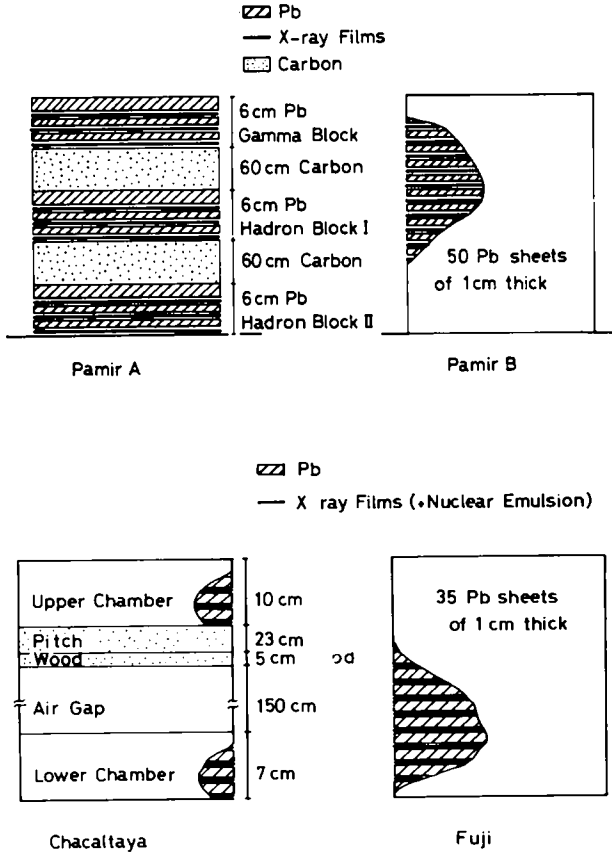 Pb
X-ray Films
Carbon
6cm Pb
Gamma Block
60cm Carbon
6cm Pb
Hadron Block I
60cm Carbon
6cm Pb
Hadron Block II
Pamir A
50 Pb sheets
of 1cm thick
Pamir B
Pb
X ray Films (+Nuclear Emulsion)
Upper Chamber
10 cm
Pitch
23 cm
Wood
5 cm
od
Air Gap
150 cm
Lower Chamber
7 cm
Chacaltaya
35 Pb sheets
of 1cm thick
Fuji